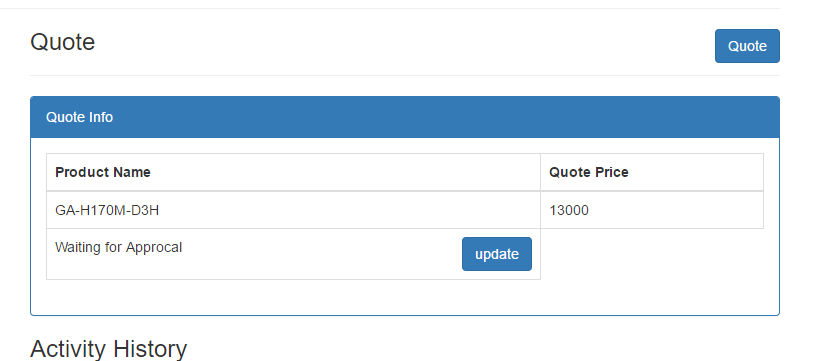 Quote
Quote
Quote Info
Product Name Quote Price
GA-H170M-D3H 13000
Waiting for Approcal update
Activity History